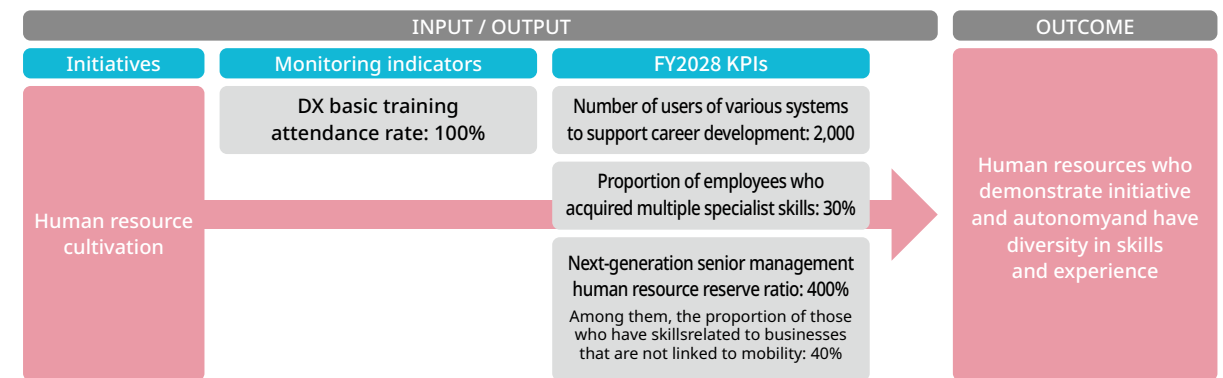 INPUT / OUTPUT
OUTCOME
Initiatives
Monitoring indicators
FY2028 KPIs
Human resource
cultivation
DX basic training
attendance rate: 100%
Number of users of various systems
to support career development: 2,000
Proportion of employees who
acquired multiple specialist skills: 30%
Next-generation senior management
human resource reserve ratio: 400%
Among them, the proportion of those
who have skillsrelated to businesses
that are not linked to mobility: 40%
Human resources who
demonstrate initiative
and autonomyand have
diversity in skills
and experience